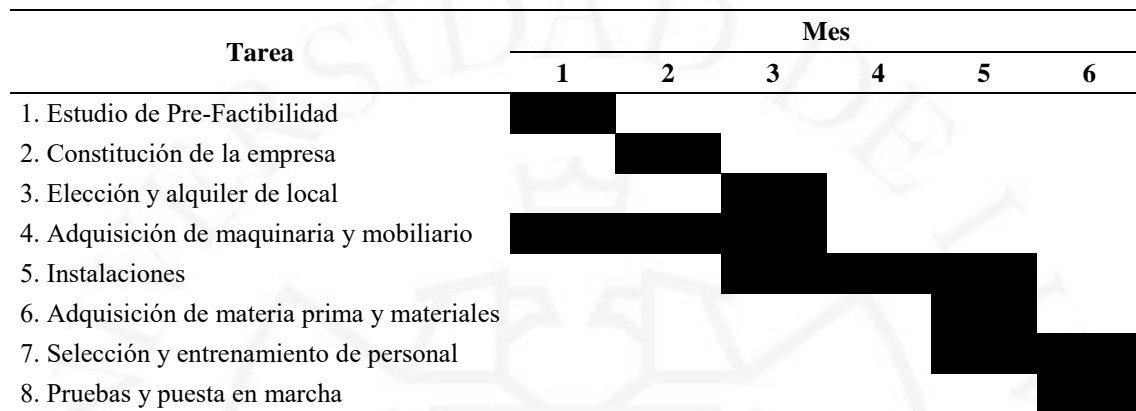 Tarea
Mes
1 2 3 4 5 6
1. Estudio de Pre-Factibilidad
2. Constitución de la empresa
3. Elección y alquiler de local
4. Adquisición de maquinaria y mobiliario
5. Instalaciones
6. Adquisición de materia prima y materiales
7. Selección y entrenamiento de personal
8. Pruebas y puesta en marcha